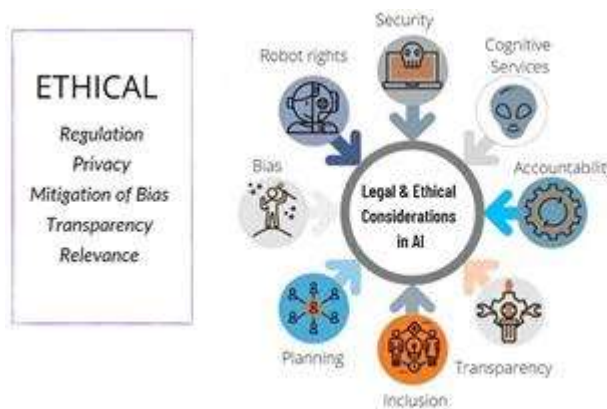 ETHICAL
Regulation
Privacy
Mitigation of Bias
Transparency
Relevance
Security
Robot rights
Cognitive
Services
Bias
Accountabilit
Legal & Ethical
Considerations
in AI
Planning
Transparency
Inclusion